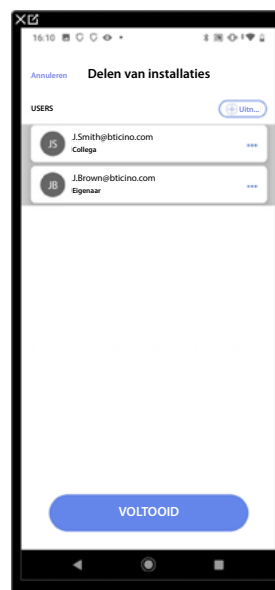 16:10
Annuleren Delen van installaties
USERS Uitn...
JS J.Smith@bticino.com
Collega
JB J.Brown@bticino.com
Eigenaar
VOLTOOID